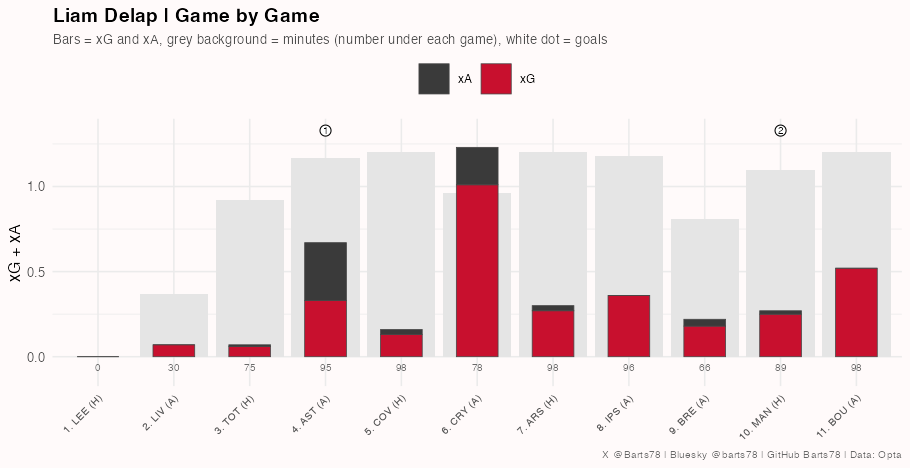 Liam Delap | Game by Game
Bars = xG and xA, grey background = minutes (number under each game), white dot = goals
xA xG
1 2
xG + xA
1.0
0.5
0.0
0 30 75 95 98 78 98 96 66 89 98
1. LEE (H) 2. LIV (A) 3. TOT (H) 4. AST (A) 5. COV (H) 6. CRY (A) 7. ARS (H) 8. IPS (A) 9. BRE (A) 10. MAN (H) 11. BOU (A)
X @Barts78 | Bluesky @barts78 | GitHub Barts78 | Data: Opta